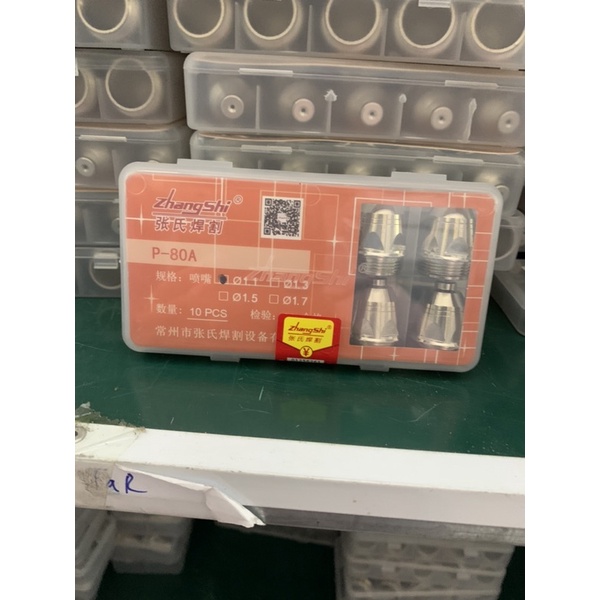 ZhangShi®
张氏焊割
P-80A
规格：喷嘴 Ø1.1 Ø1.3
Ø1.5 Ø1.7
数量：10 PCS 检验：
常州市张氏焊割设备有
ZhangShi
张氏焊割
aR